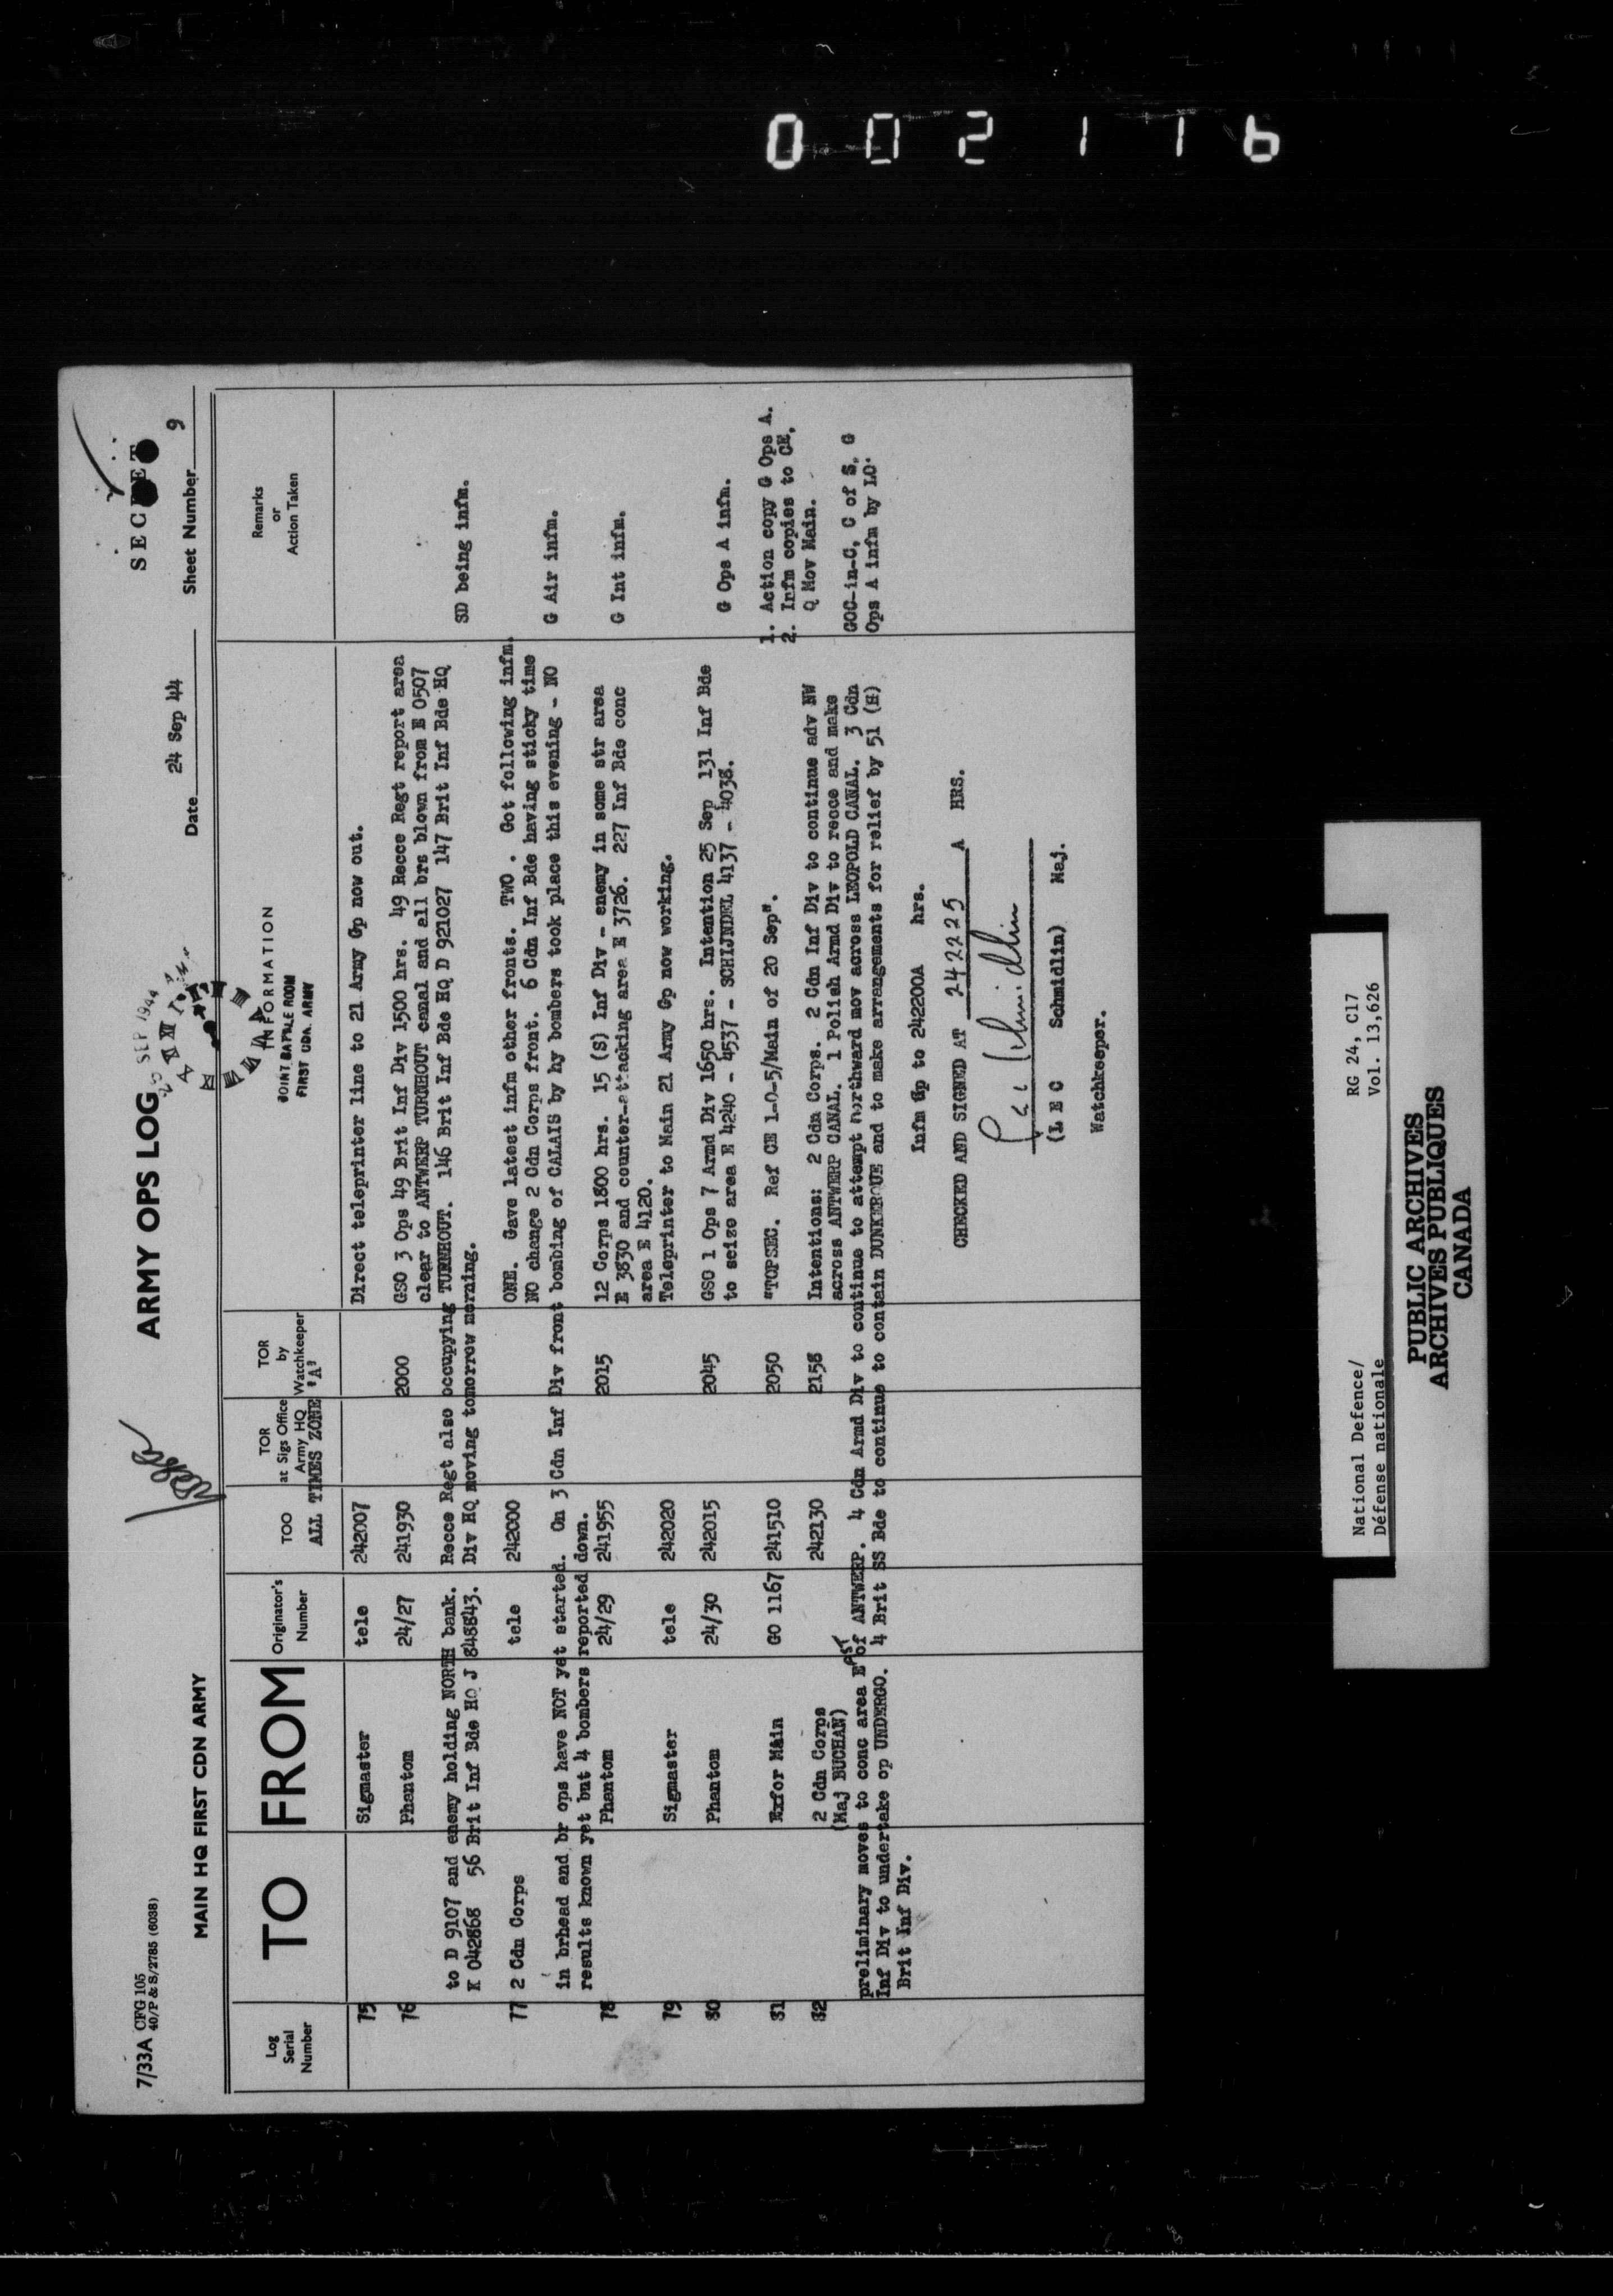 002116
7/33A CFG 105
40/P & S/2785 (6038)
ARMY OPS LOG
SECRET
MAIN HQ FIRST CDN ARMY
Date 24 Sep 44
Sheet Number 9
25 SEP 1944
Log Serial Number
TO
FROM
Originator's Number
TOO
TOR at Sigs Office Army HQ
TOR by Watchkeeper "A"
ALL TIMES ZONE
INFORMATION
JOINT BATTLE ROOM
FIRST CDN. ARMY
Remarks or Action Taken
75 Sigmaster tele 242007 Direct teleprinter line to 21 Army Gp now out.
76 Phantom 24/27 241930 2000 GSO 3 Ops 49 Brit Inf Div 1500 hrs. 49 Recce Regt report area
clear to ANTWERP TURNHOUT canal and all brs blown from E 0507
to D 9107 and enemy holding NORTH bank. Recce Regt also occupying TURNHOUT. 146 Brit Inf Bde HQ D 921027 147 Brit Inf Bde HQ
K 042868 56 Brit Inf Bde HQ J 848843. Div HQ moving tomorrow morning. SD being infm.
77 2 Cdn Corps tele 242000 ONE. Gave latest infm other fronts. TWO. Got following infm.
NO change 2 Cdn Corps front. 6 Cdn Inf Bde having sticky time
in brhead and br ops have NOT yet started. On 3 Cdn Inf Div front bombing of CALAIS by hy bombers took place this evening - NO G Air infm.
results known yet but 4 bombers reported down.
78 Phantom 24/29 241955 2015 12 Corps 1800 hrs. 15 (S) Inf Div - enemy in some str area
E 3830 and counter-attacking area E 3726. 227 Inf Bde conc G Int infm.
area E 4120.
79 Sigmaster tele 242020 Teleprinter to Main 21 Army Gp now working.
80 Phantom 24/30 242015 2045 GSO 1 Ops 7 Armd Div 1650 hrs. Intention 25 Sep 131 Inf Bde
to seize area E 4240 - 4537 - SCHIJNDEL 4137 - 4038. G Ops A infm.
81 Exfor Main GO 1167 241510 2050 "TOPSEC. Ref CE 1-0-5/Main of 20 Sep". 1. Action copy G Ops A.
2. Infm copies to CE,
Q Mov Main.
82 2 Cdn Corps 242130 2158 Intentions: 2 Cdn Corps. 2 Cdn Inf Div to continue adv NW
(Maj BUCHAN) across ANTWERP CANAL. 1 Polish Armd Div to recce and make
preliminary moves to conc area East of ANTWERP. 4 Cdn Armd Div to continue to attempt northward mov across LEOPOLD CANAL. 3 Cdn GOC-in-C, C of S, G
Inf Div to undertake op UNDERGO. 4 Brit SS Bde to continue to contain DUNKERQUE and to make arrangements for relief by 51 (H) Ops A infm by LO.
Brit Inf Div.
Infm Up to 242200A hrs.
CHECKED AND SIGNED AT 242225 A HRS.
(L E C Schmidlin) Maj.
Watchkeeper.
National Defence/
Défense nationale
RG 24, C17
Vol. 13,626
PUBLIC ARCHIVES
ARCHIVES PUBLIQUES
CANADA